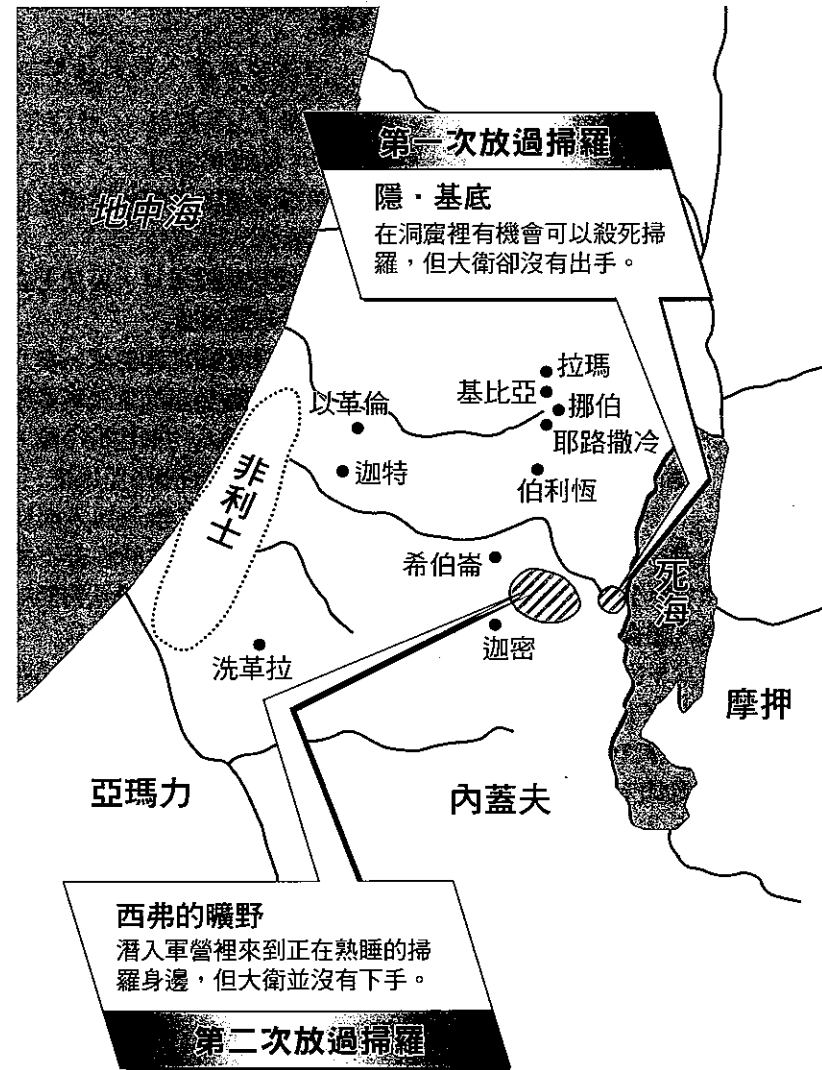 第一次放過掃羅
隱・基底
在洞窟裡有機會可以殺死掃
羅，但大衛卻沒有出手。
地中海
拉瑪
基比亞
挪伯
以革倫
耶路撒冷
迦特
伯利恆
非利士
希伯崙
死海
迦密
洗革拉
摩押
亞瑪力
內蓋夫
西弗的曠野
潛入軍營裡來到正在熟睡的掃
羅身邊，但大衛並沒有下手。
第二次放過掃羅